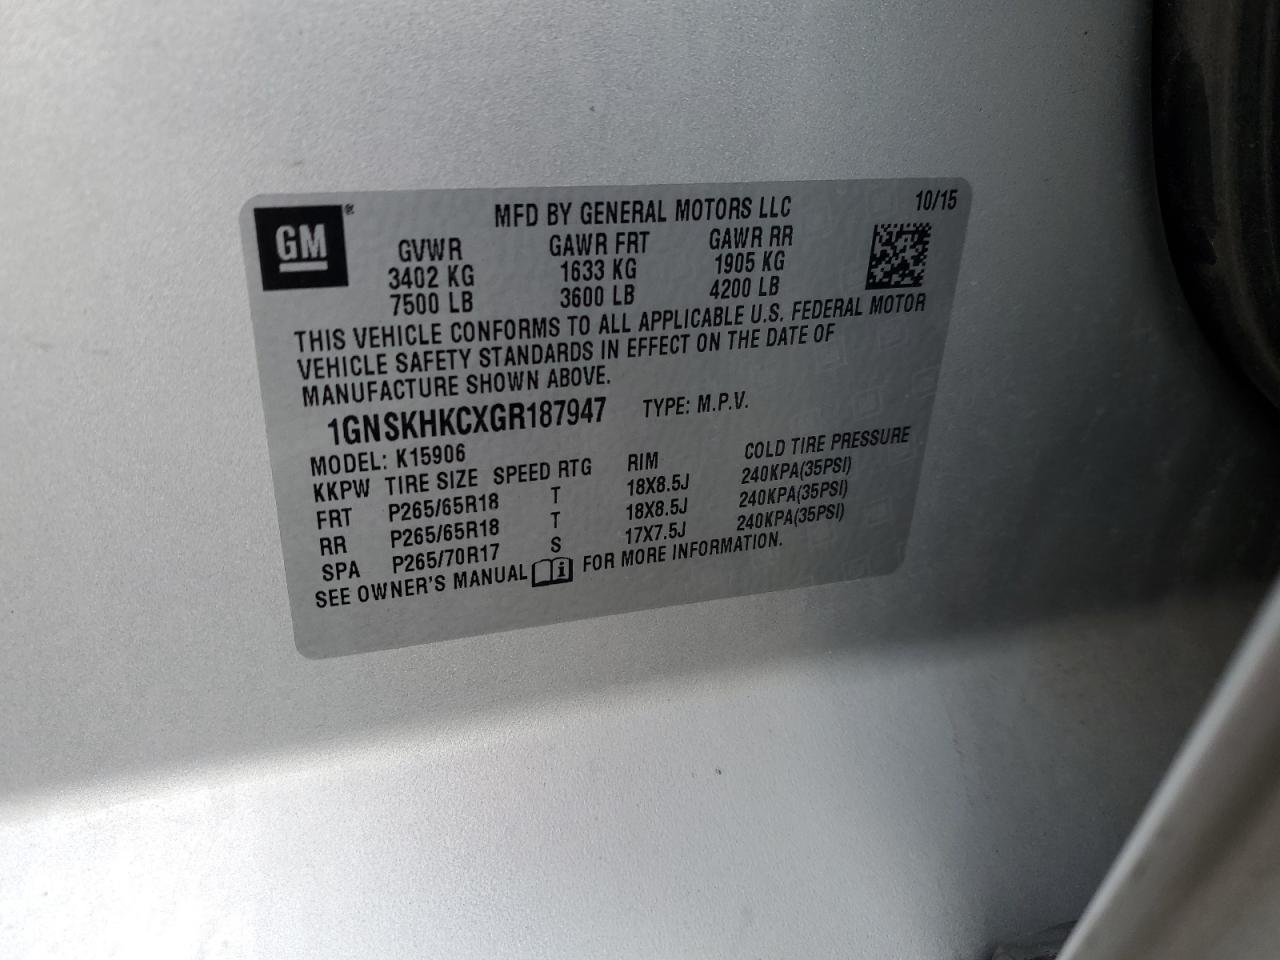 GM®
MFD BY GENERAL MOTORS LLC 10/15
GVWR GAWR FRT GAWR RR
3402 KG 1633 KG 1905 KG
7500 LB 3600 LB 4200 LB
THIS VEHICLE CONFORMS TO ALL APPLICABLE U.S. FEDERAL MOTOR
VEHICLE SAFETY STANDARDS IN EFFECT ON THE DATE OF
MANUFACTURE SHOWN ABOVE.
1GNSKHKCXGR187947 TYPE: M.P.V.
MODEL: K15906
KKPW TIRE SIZE SPEED RTG RIM COLD TIRE PRESSURE
FRT P265/65R18 T 18X8.5J 240KPA(35PSI)
RR P265/65R18 T 18X8.5J 240KPA(35PSI)
SPA P265/70R17 S 17X7.5J 240KPA(35PSI)
SEE OWNER'S MANUAL i FOR MORE INFORMATION.